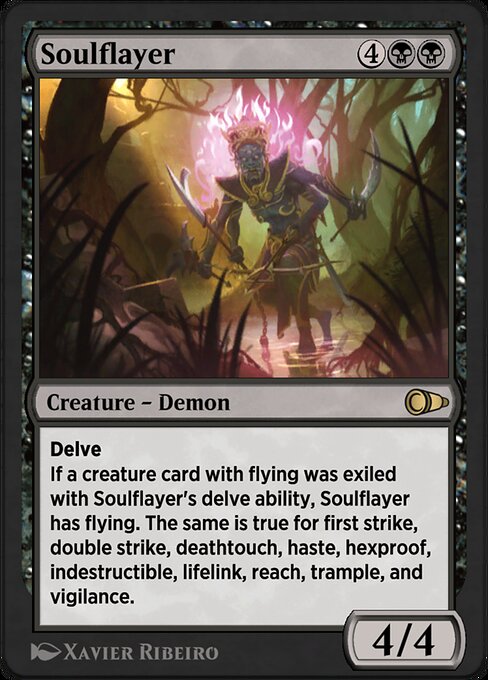 Soulflayer 4
Creature – Demon
Delve
If a creature card with flying was exiled
with Soulflayer's delve ability, Soulflayer
has flying. The same is true for first strike,
double strike, deathtouch, haste, hexproof,
indestructible, lifelink, reach, trample, and
vigilance.
4/4
Xavier Ribeiro